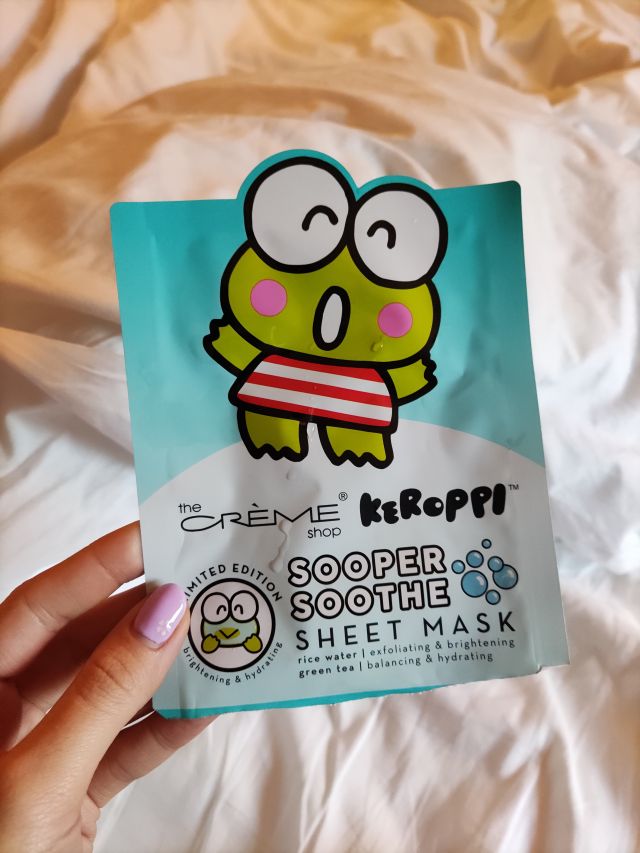 the CRÈME® shop
KEROPPI™
LIMITED EDITION
brightening & hydrating
SOOPER
SOOTHE
SHEET MASK
rice water | exfoliating & brightening
green tea | balancing & hydrating